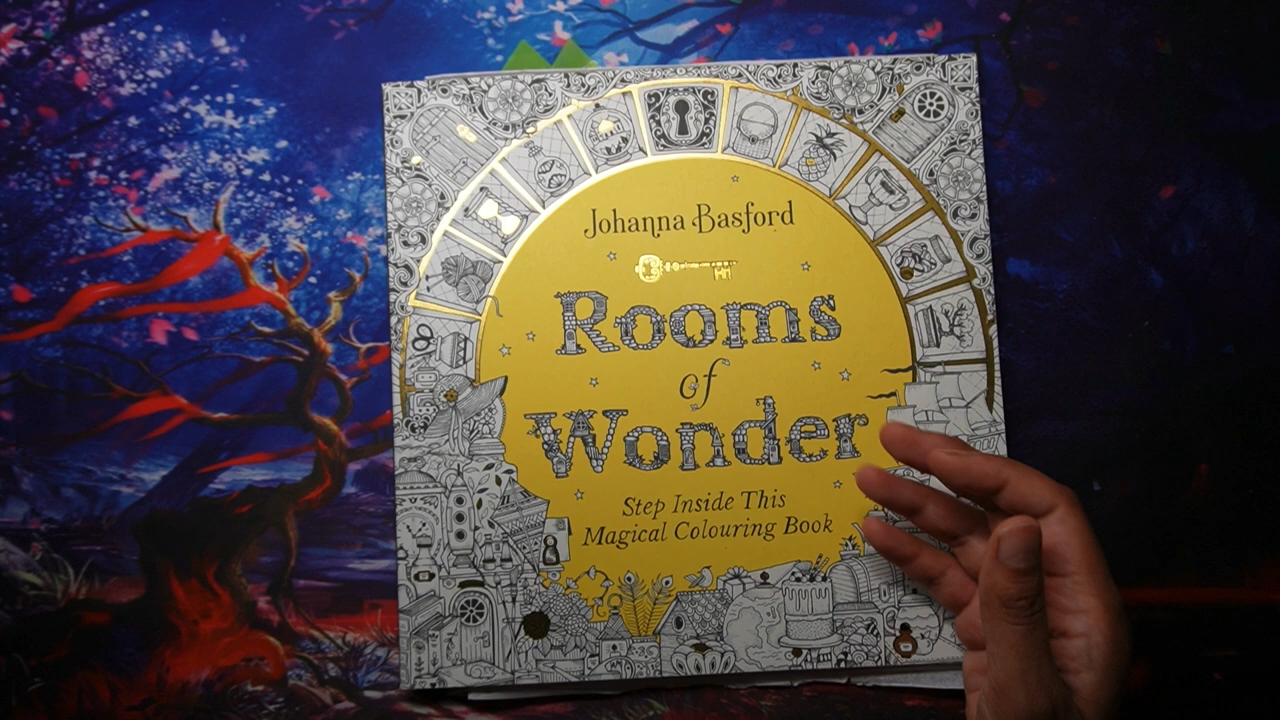 Johanna Basford
Rooms
of
Wonder
Step Inside This
Magical Colouring Book